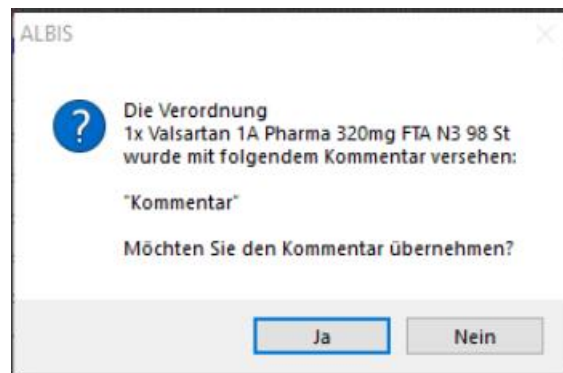 ALBIS
Die Verordnung
1x Valsartan 1A Pharma 320mg FTA N3 98 St
wurde mit folgendem Kommentar versehen:
"Kommentar"
Möchten Sie den Kommentar übernehmen?
Ja Nein